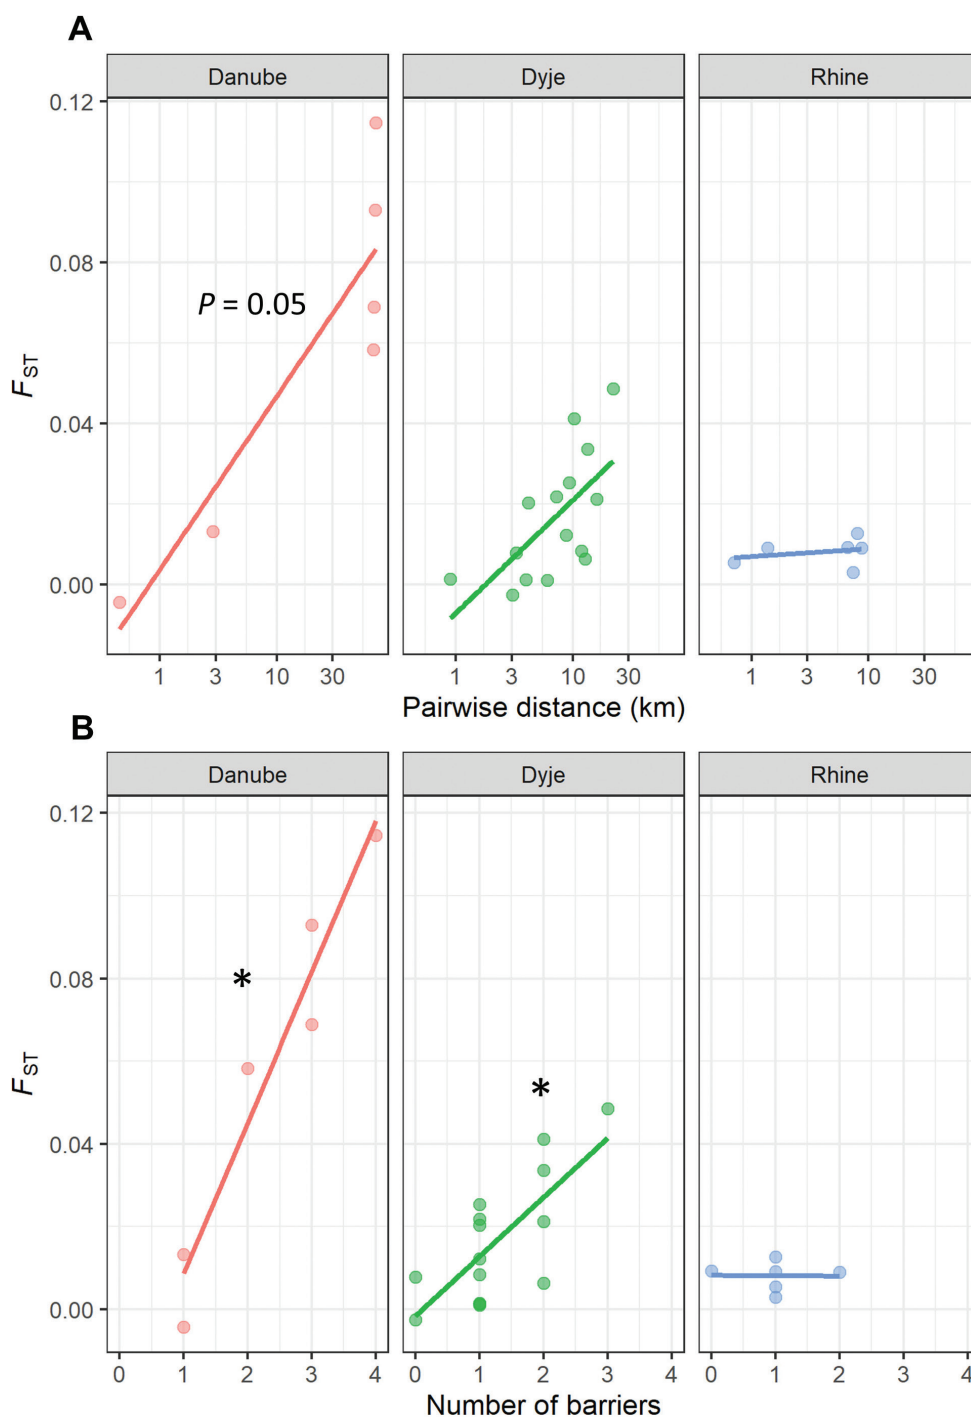 A
Danube Dyje Rhine
0.12
0.08
0.04
0.00
F_ST
P = 0.05
1 3 10 30 1 3 10 30 1 3 10 30
Pairwise distance (km)
B
Danube Dyje Rhine
0.12
0.08
0.04
0.00
F_ST
*
*
0 1 2 3 4 0 1 2 3 4 0 1 2 3 4
Number of barriers